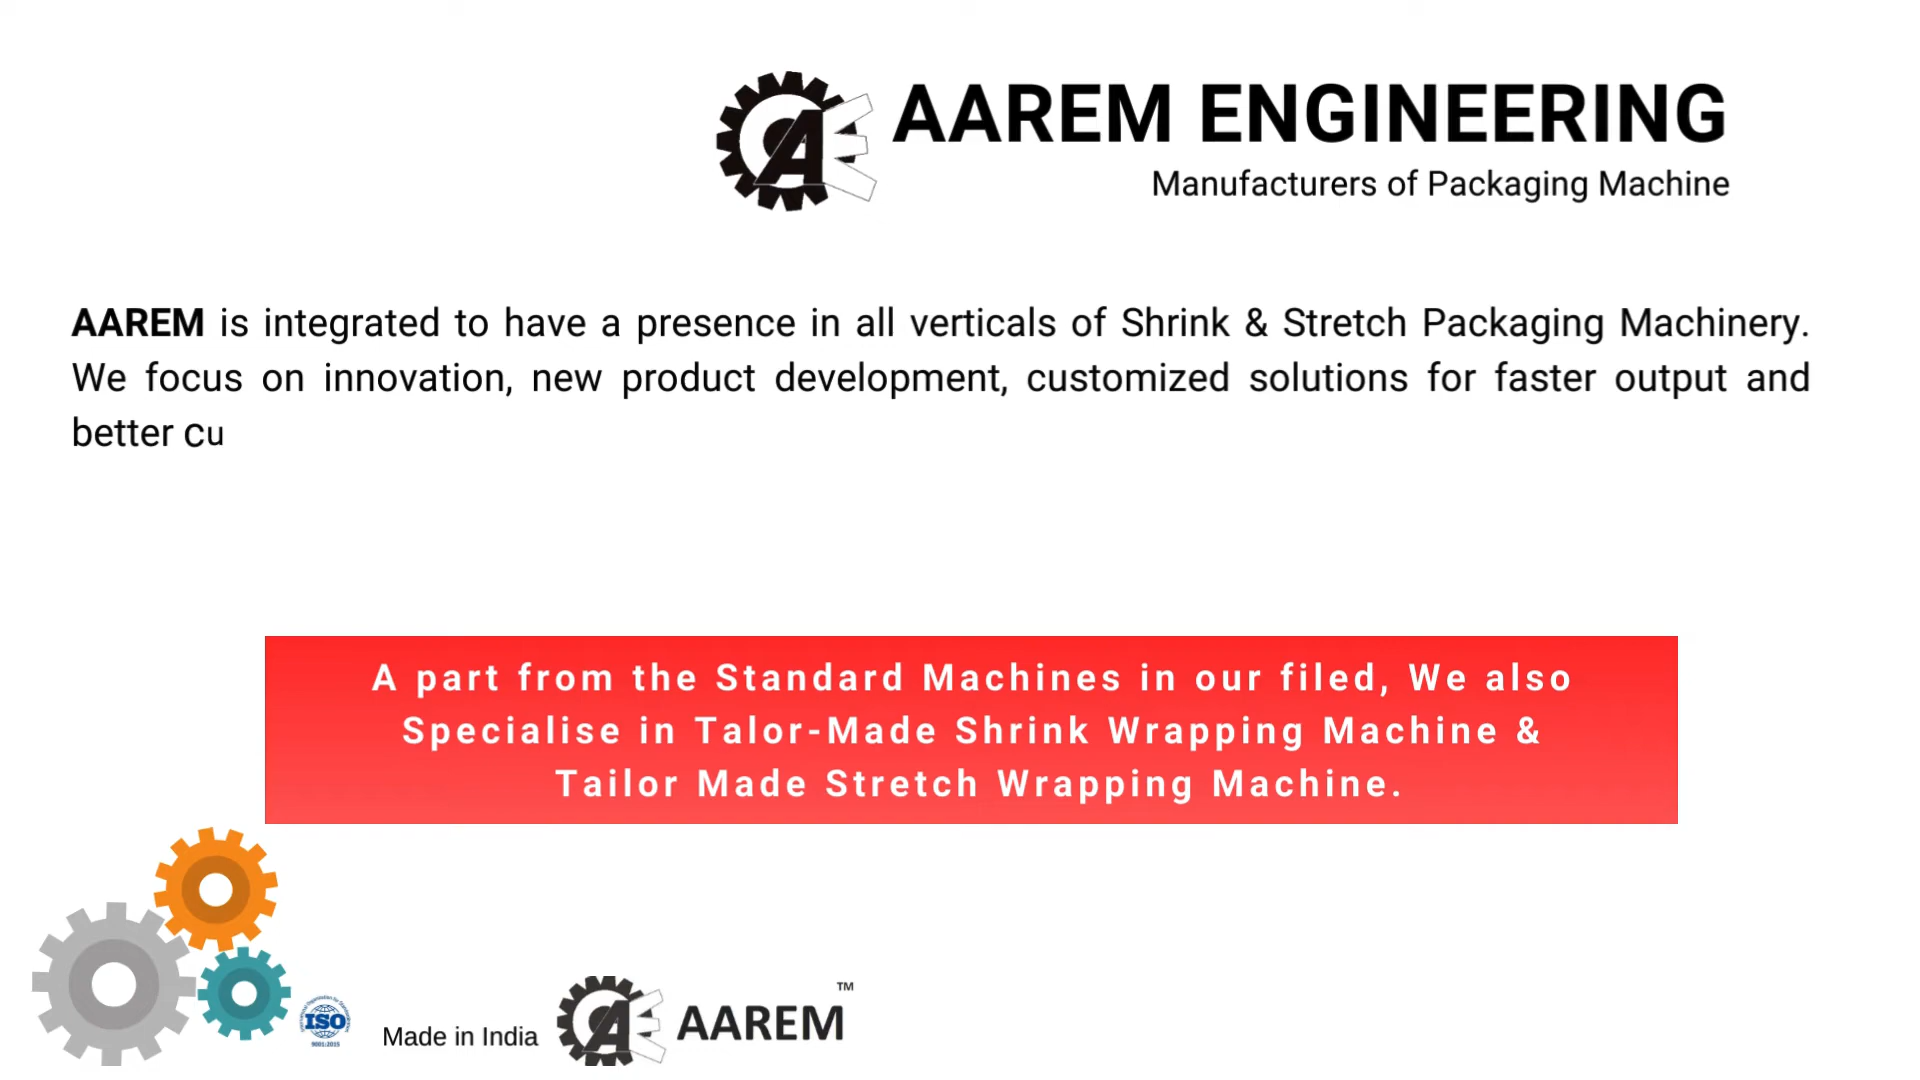 AAREM ENGINEERING
Manufacturers of Packaging Machine
AAREM is integrated to have a presence in all verticals of Shrink & Stretch Packaging Machinery.
We focus on innovation, new product development, customized solutions for faster output and
better cu
A part from the Standard Machines in our filed, We also
Specialise in Talor-Made Shrink Wrapping Machine &
Tailor Made Stretch Wrapping Machine.
ISO
9001:2015
Made in India
AAREM™